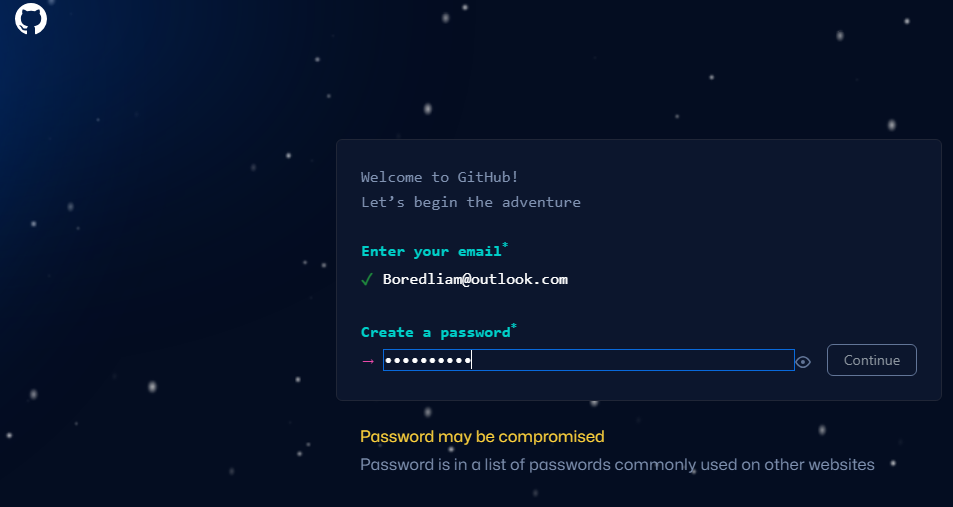 Welcome to GitHub!
Let’s begin the adventure
Enter your email*
✓ Boredliam@outlook.com
Create a password*
→ ••••••••••
Continue
Password may be compromised
Password is in a list of passwords commonly used on other websites